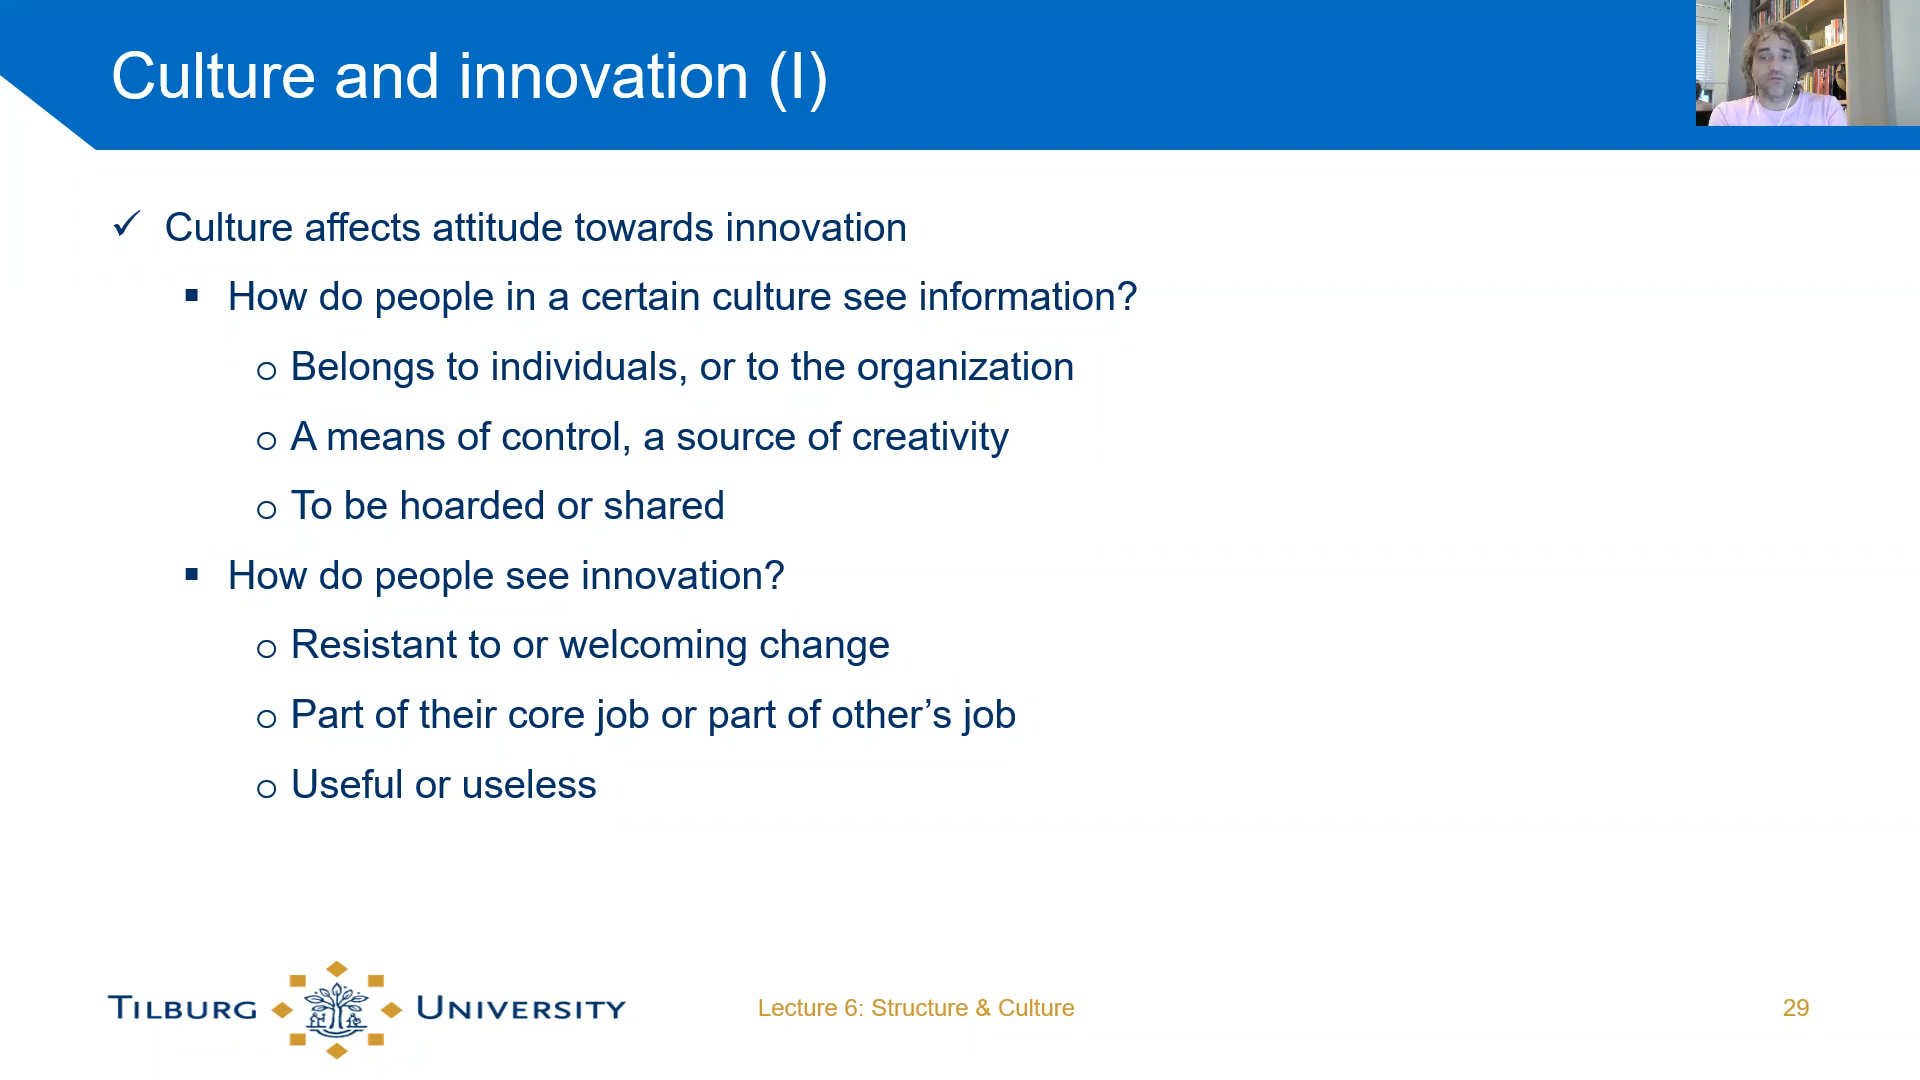 Culture and innovation (I)
✓ Culture affects attitude towards innovation
▪ How do people in a certain culture see information?
o Belongs to individuals, or to the organization
o A means of control, a source of creativity
o To be hoarded or shared
▪ How do people see innovation?
o Resistant to or welcoming change
o Part of their core job or part of other’s job
o Useful or useless
TILBURG UNIVERSITY
Lecture 6: Structure & Culture
29